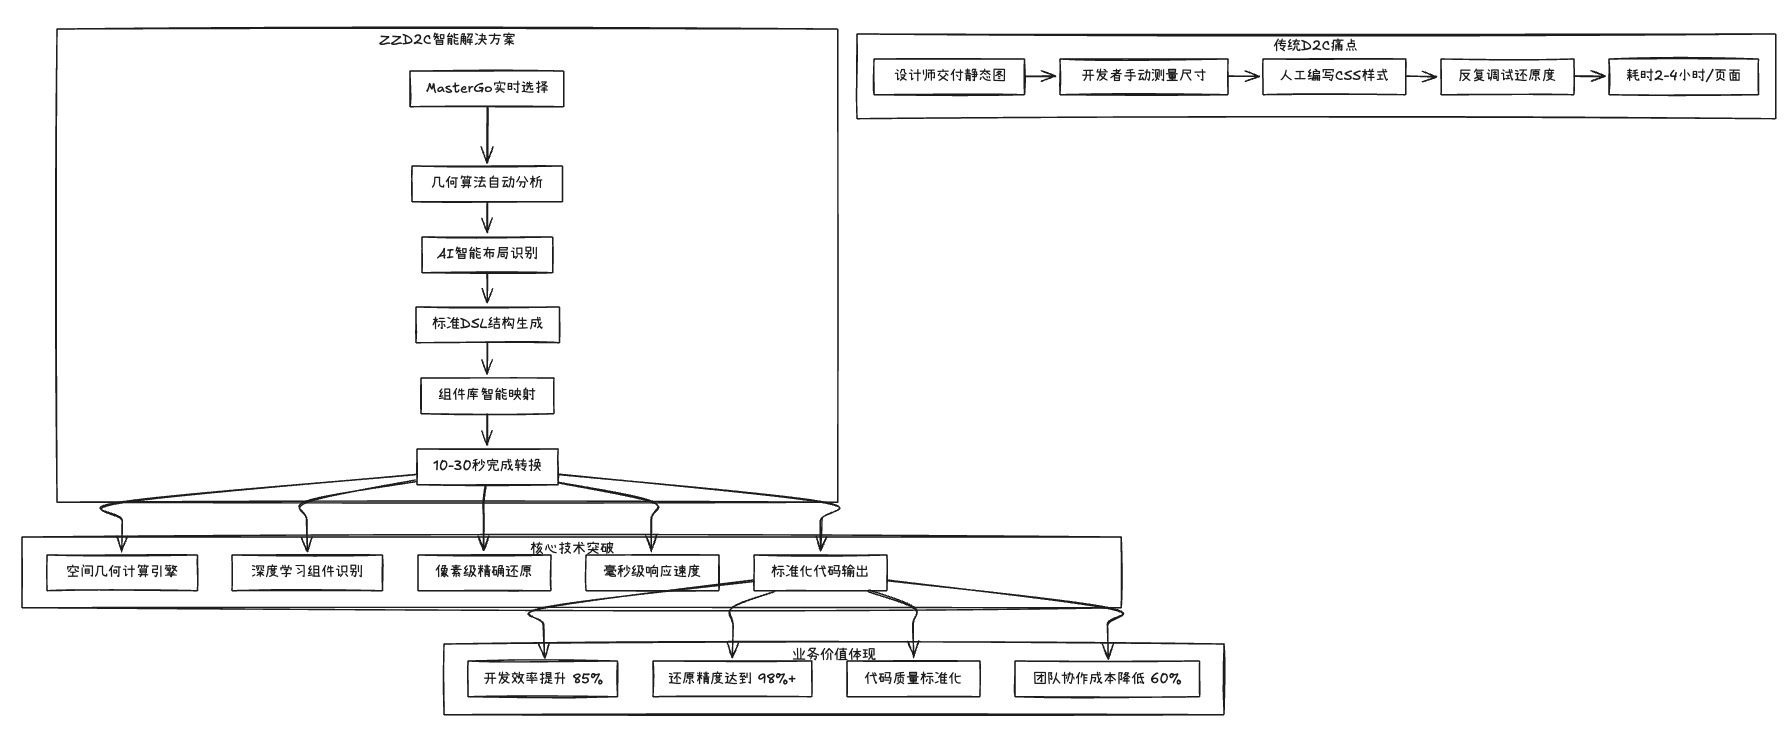 ZZD2C智能解决方案
MasterGo实时选择
几何算法自动分析
AI智能布局识别
标准DSL结构生成
组件库智能映射
10-30秒完成转换
传统D2C痛点
设计师交付静态图
开发者手动测量尺寸
人工编写CSS样式
反复调试还原度
耗时2-4小时/页面
核心技术突破
空间几何计算引擎
深度学习组件识别
像素级精确还原
毫秒级响应速度
标准化代码输出
业务价值体现
开发效率提升 85%
还原精度达到 98%+
代码质量标准化
团队协作成本降低 60%